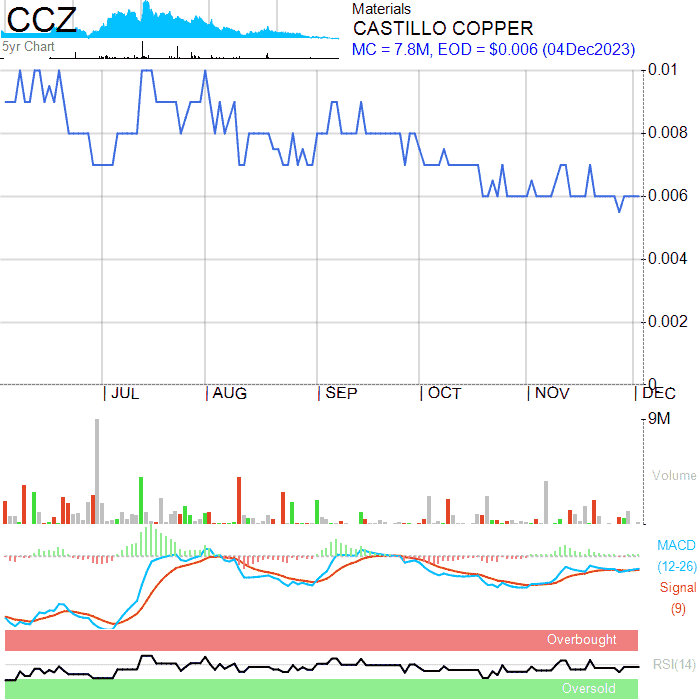 CCZ
5yr Chart
Materials
CASTILLO COPPER
MC = 7.8M, EOD = $0.006 (04Dec2023)
0.01
0.008
0.006
0.004
0.002
0
JUL AUG SEP OCT NOV DEC
9M
Volume
MACD
(12-26)
Signal
(9)
Overbought
RSI(14)
Oversold